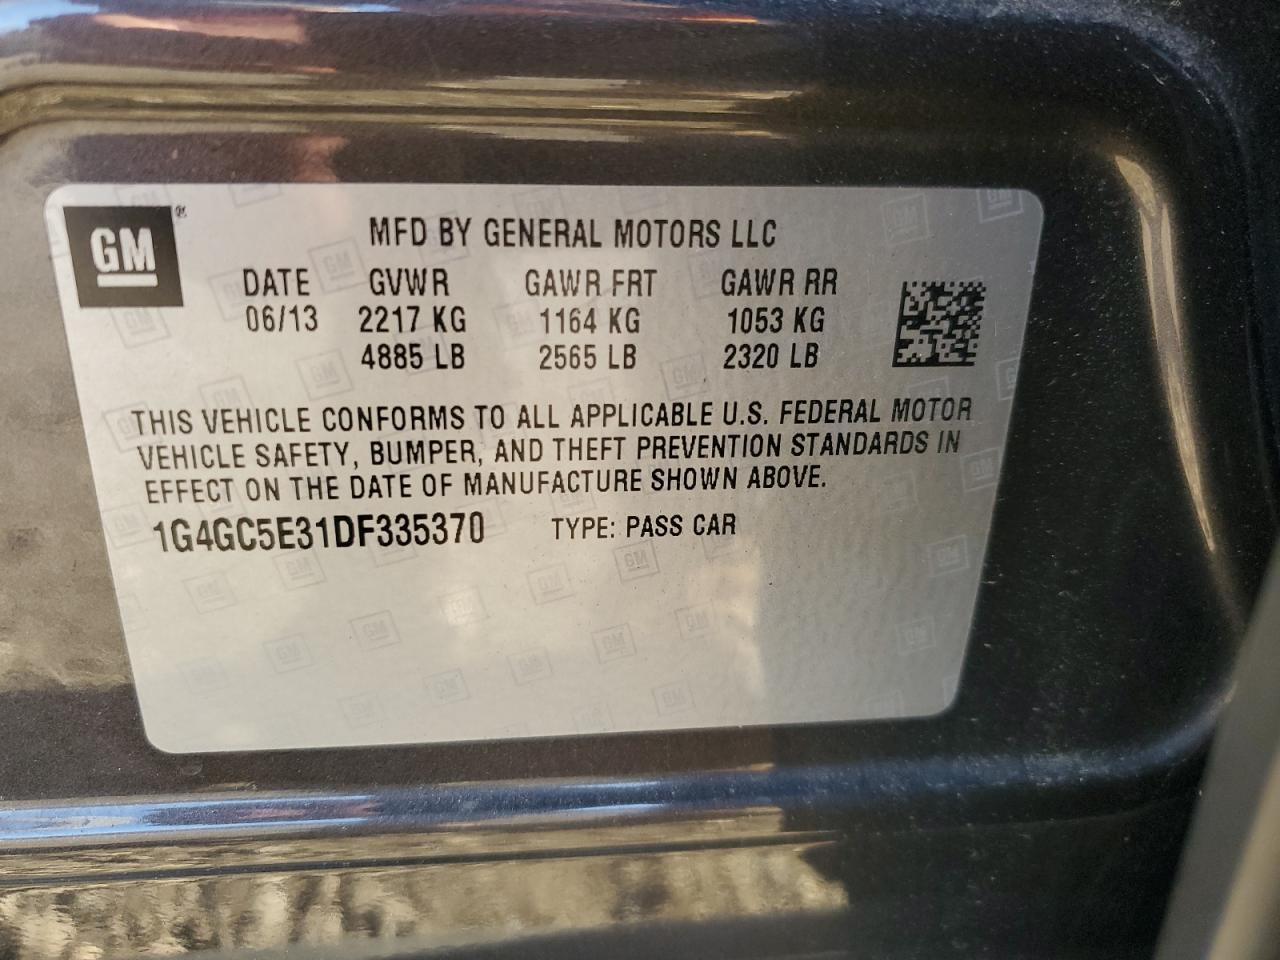 GM ®
MFD BY GENERAL MOTORS LLC
DATE GVWR GAWR FRT GAWR RR
06/13 2217 KG 1164 KG 1053 KG
4885 LB 2565 LB 2320 LB
THIS VEHICLE CONFORMS TO ALL APPLICABLE U.S. FEDERAL MOTOR
VEHICLE SAFETY, BUMPER, AND THEFT PREVENTION STANDARDS IN
EFFECT ON THE DATE OF MANUFACTURE SHOWN ABOVE.
1G4GC5E31DF335370 TYPE: PASS CAR